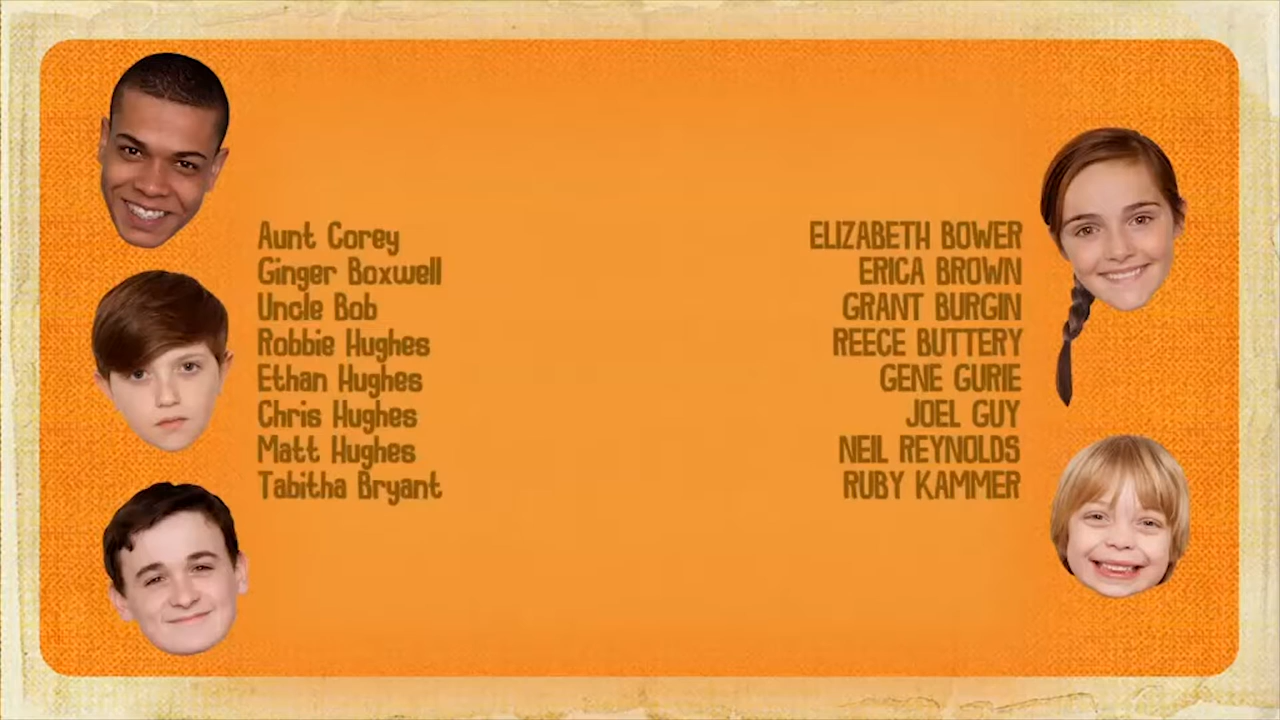 Aunt Corey ELIZABETH BOWER
Ginger Boxwell ERICA BROWN
Uncle Bob GRANT BURGIN
Robbie Hughes REECE BUTTERY
Ethan Hughes GENE GURIE
Chris Hughes JOEL GUY
Matt Hughes NEIL REYNOLDS
Tabitha Bryant RUBY KAMMER